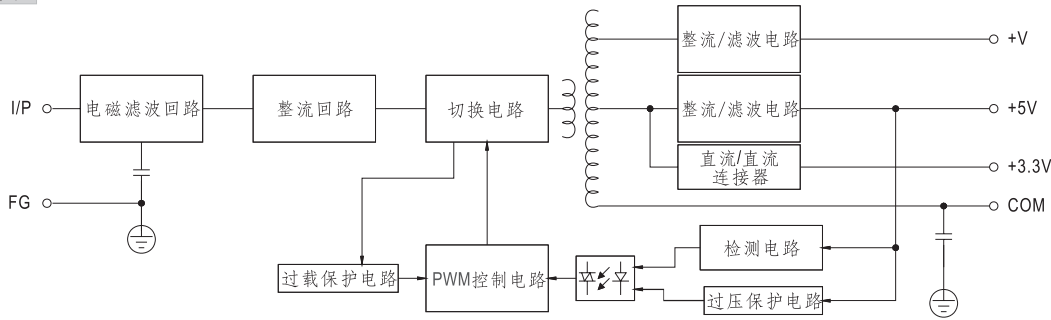 整流/滤波电路
+V
I/P
电磁滤波回路
整流回路
切换电路
整流/滤波电路
+5V
直流/直流
连接器
+3.3V
FG
COM
检测电路
过载保护电路
PWM控制电路
过压保护电路